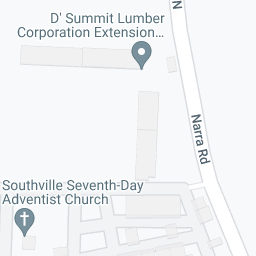 D' Summit Lumber
Corporation Extension...
N
Narra Rd
Southville Seventh-Day
Adventist Church